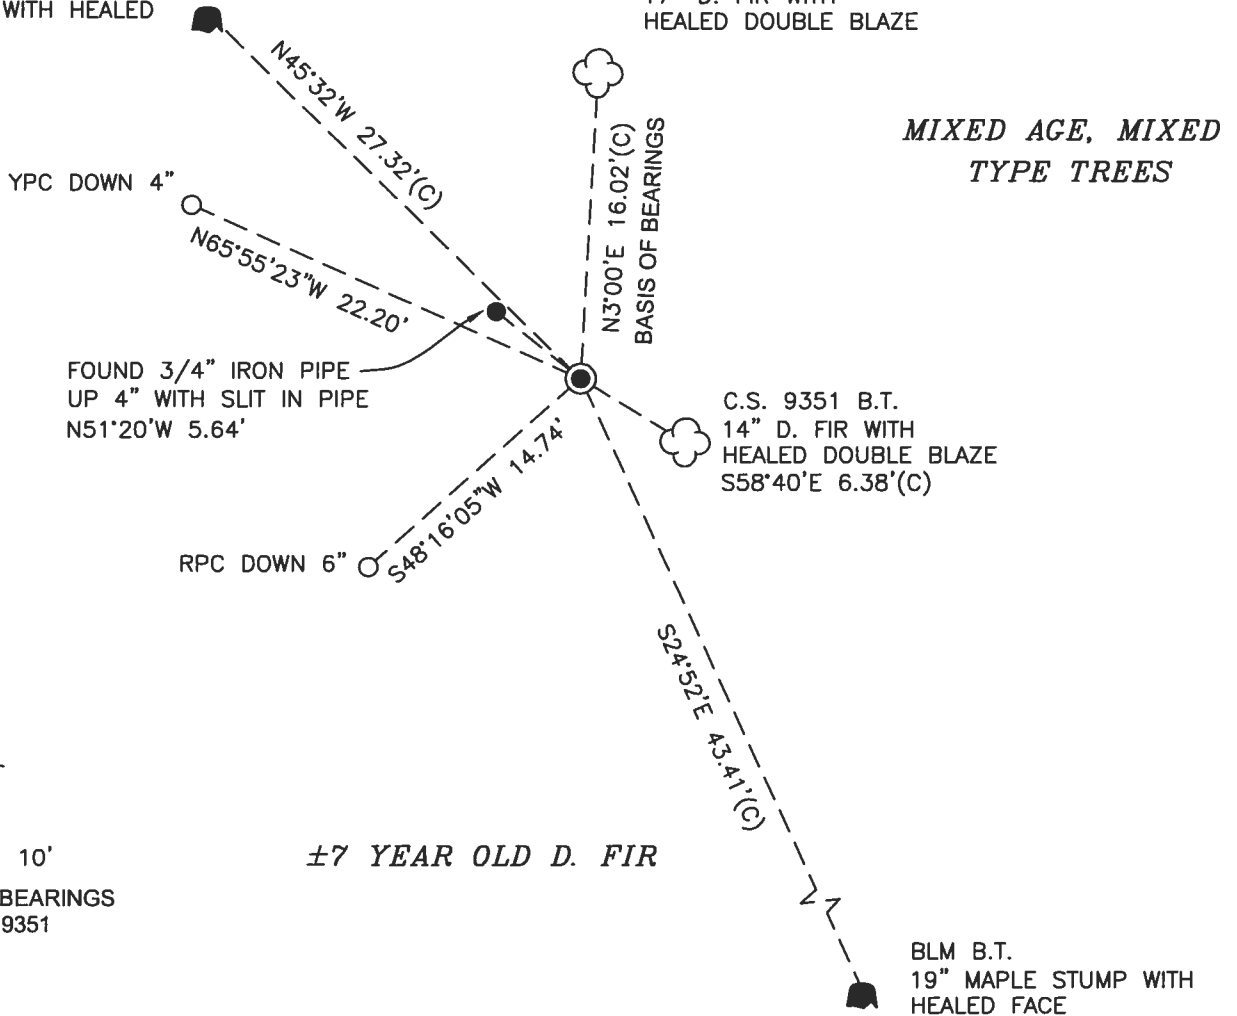 WITH HEALED
HEALED DOUBLE BLAZE
N45°32'W 27.32'(C)
MIXED AGE, MIXED
TYPE TREES
N3°00'E 16.02'(C)
BASIS OF BEARINGS
YPC DOWN 4"
N65°55'23"W 22.20'
FOUND 3/4" IRON PIPE
UP 4" WITH SLIT IN PIPE
N51°20'W 5.64'
C.S. 9351 B.T.
14" D. FIR WITH
HEALED DOUBLE BLAZE
S58°40'E 6.38'(C)
S48°16'05"W 14.74'
RPC DOWN 6"
S24°52'E 43.41'(C)
10'
±7 YEAR OLD D. FIR
BEARINGS
9351
BLM B.T.
19" MAPLE STUMP WITH
HEALED FACE